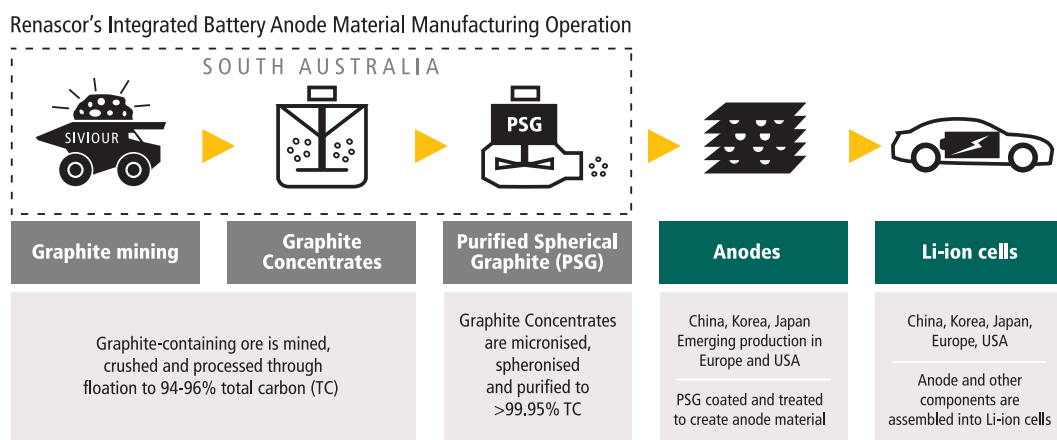 Renascor's Integrated Battery Anode Material Manufacturing Operation
SOUTH AUSTRALIA
SIVIOUR
PSG
Graphite mining
Graphite
Concentrates
Purified Spherical
Graphite (PSG)
Anodes
Li-ion cells
Graphite-containing ore is mined,
crushed and processed through
floation to 94-96% total carbon (TC)
Graphite Concentrates
are micronised,
spheronised
and purified to
>99.95% TC
China, Korea, Japan
Emerging production in
Europe and USA
PSG coated and treated
to create anode material
China, Korea, Japan,
Europe, USA
Anode and other
components are
assembled into Li-ion cells